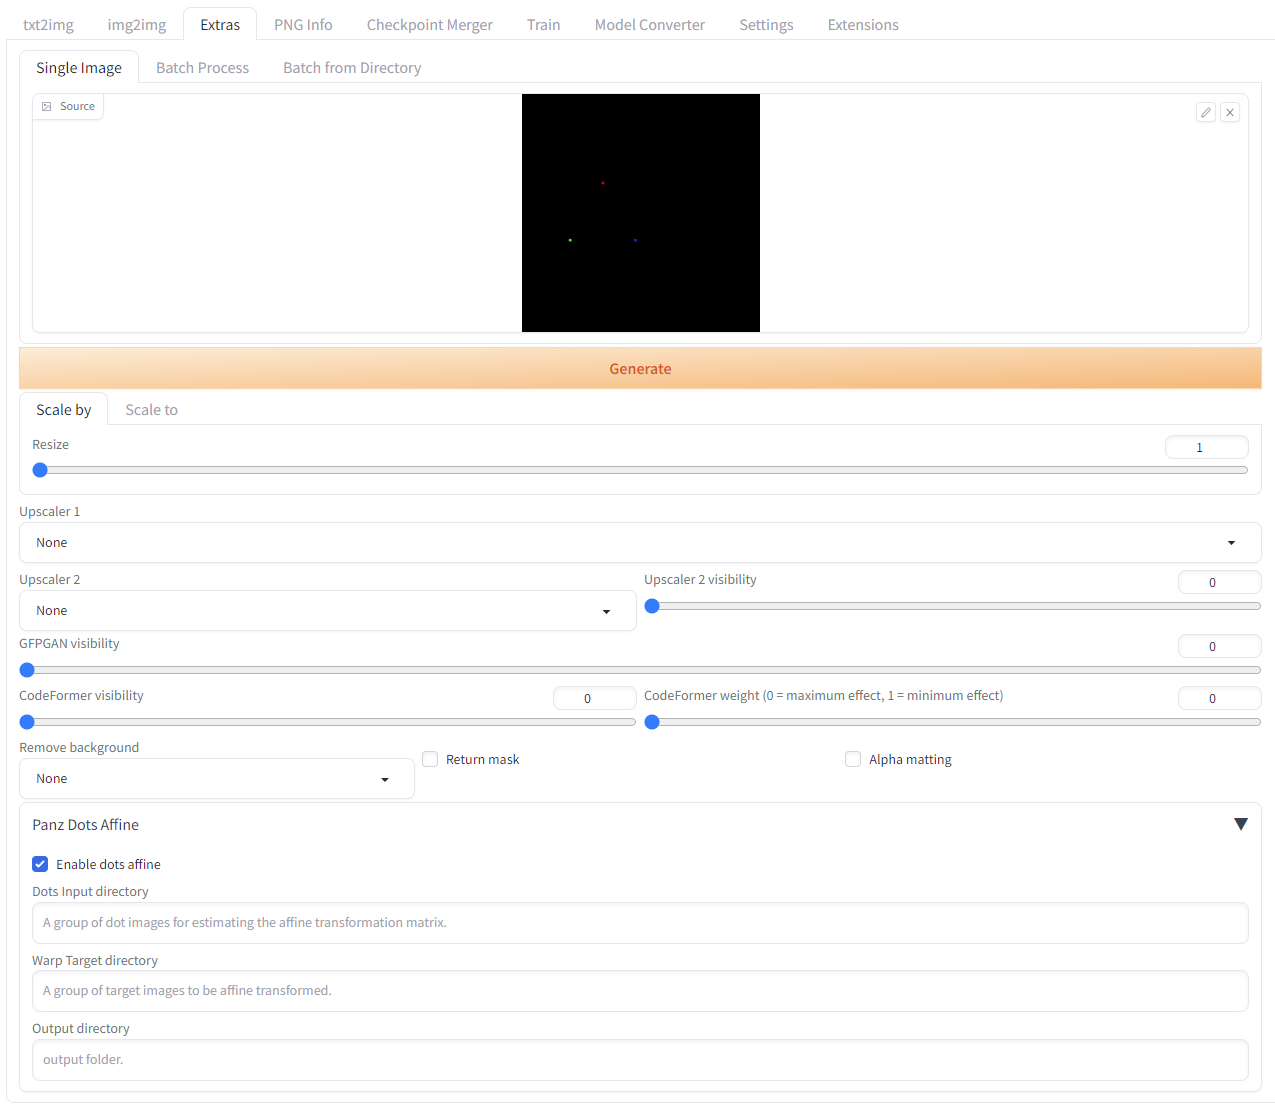 txt2img img2img Extras PNG Info Checkpoint Merger Train Model Converter Settings Extensions
Single Image Batch Process Batch from Directory
Source
Generate
Scale by Scale to
Resize 1
Upscaler 1
None
Upscaler 2 Upscaler 2 visibility 0
None
GFPGAN visibility 0
CodeFormer visibility 0 CodeFormer weight (0 = maximum effect, 1 = minimum effect) 0
Remove background
None Return mask Alpha matting
Panz Dots Affine
Enable dots affine
Dots Input directory
A group of dot images for estimating the affine transformation matrix.
Warp Target directory
A group of target images to be affine transformed.
Output directory
output folder.